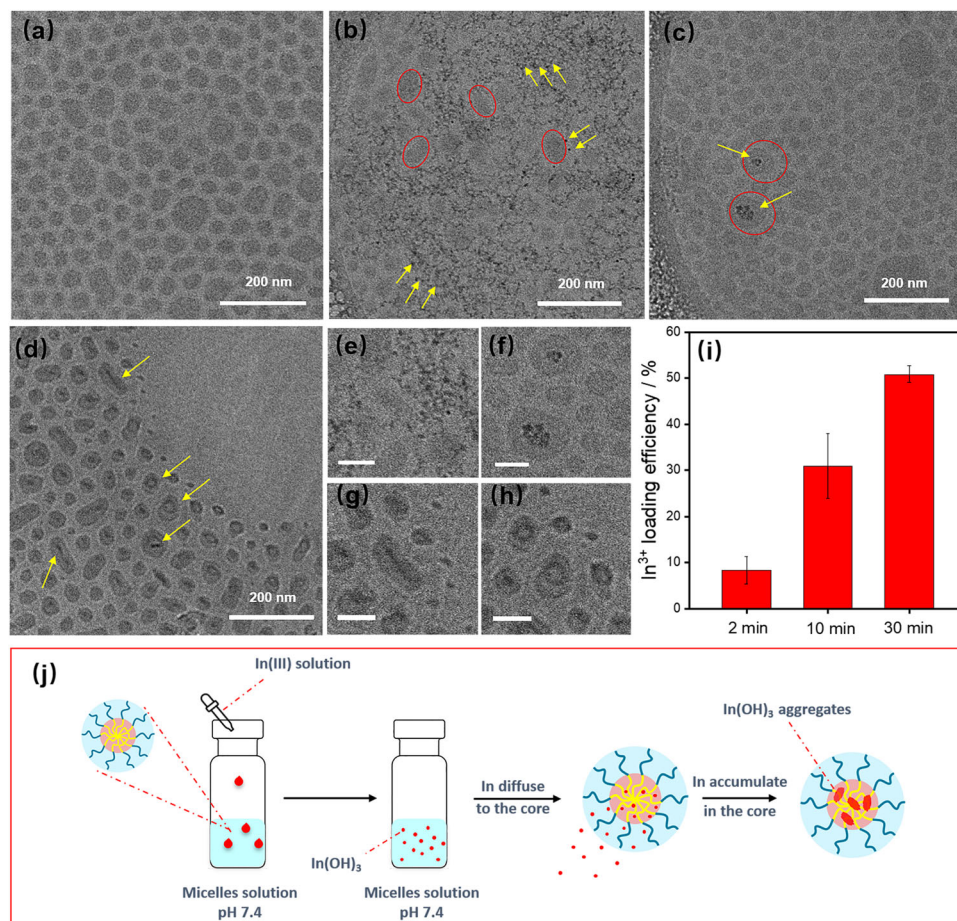 (a)
(b)
(c)
200 nm
200 nm
200 nm
(d)
(e)
(f)
(i)
60
50
40
30
20
10
0
In³⁺ loading efficiency / %
2 min
10 min
30 min
(g)
(h)
200 nm
(j)
In(III) solution
In(OH)₃ aggregates
In diffuse
to the core
In accumulate
in the core
In(OH)₃
Micelles solution
pH 7.4
Micelles solution
pH 7.4